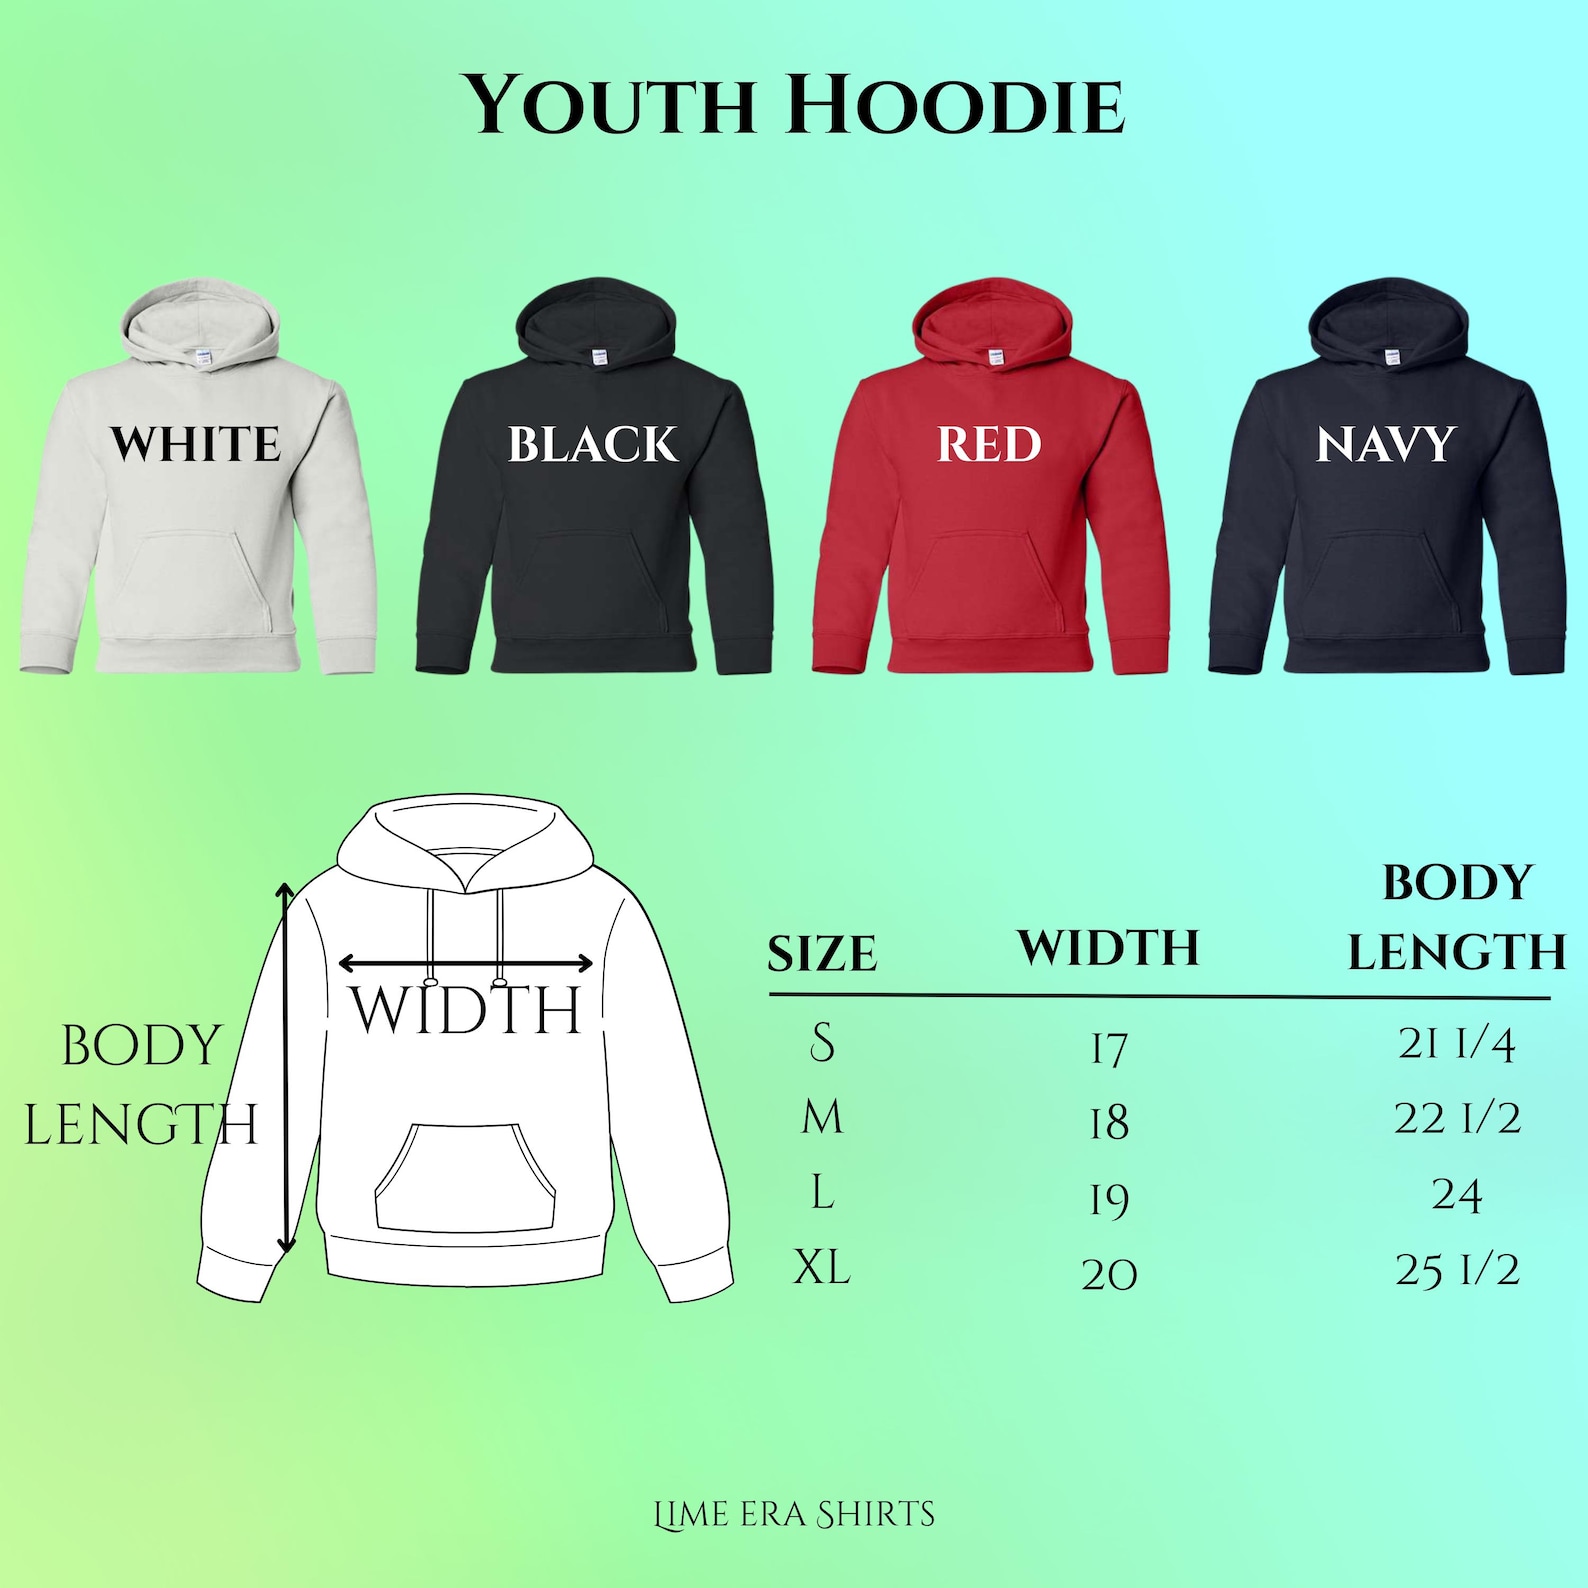 YOUTH HOODIE
WHITE
BLACK
RED
NAVY
BODY
LENGTH
WIDTH
SIZE WIDTH BODY LENGTH
S 17 21 1/4
M 18 22 1/2
L 19 24
XL 20 25 1/2
LIME ERA SHIRTS